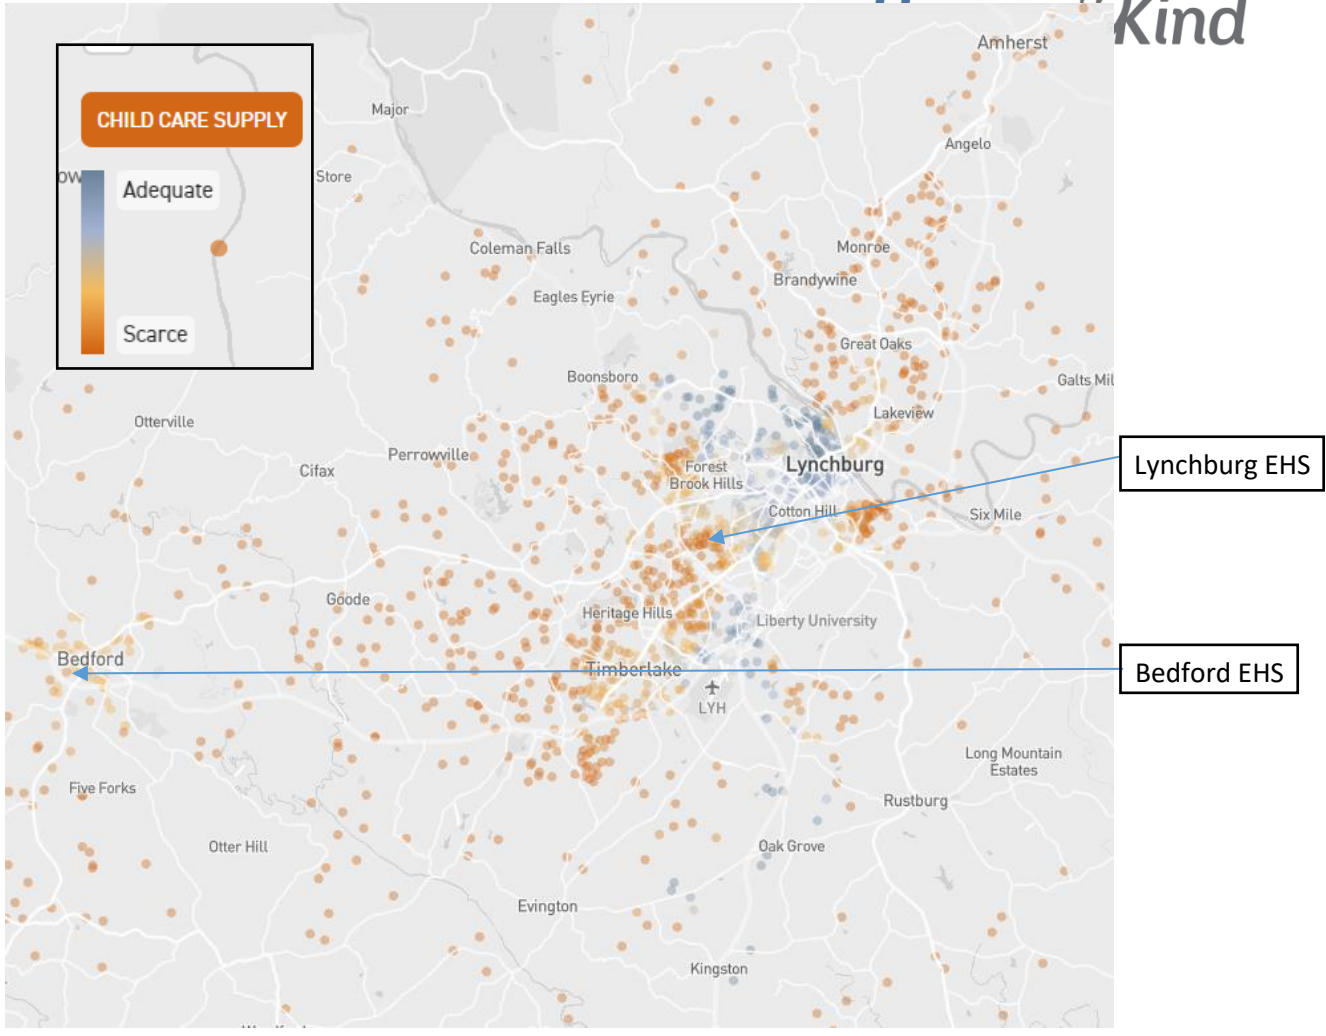 Kind
Amherst
Major
CHILD CARE SUPPLY
Angelo
Store
ow
Adequate
Coleman Falls
Monroe
Brandywine
Eagles Eyrie
Scarce
Great Oaks
Boonsboro
Galts Mil
Lakeview
Otterville
Perrowville
Cifax
Forest
Brook Hills
Lynchburg
Lynchburg EHS
Cotton Hill
Six Mile
Goode
Heritage Hills
Liberty University
Bedford
Timberlake
Bedford EHS
LYH
Long Mountain
Estates
Five Forks
Rustburg
Otter Hill
Oak Grove
Evington
Kingston